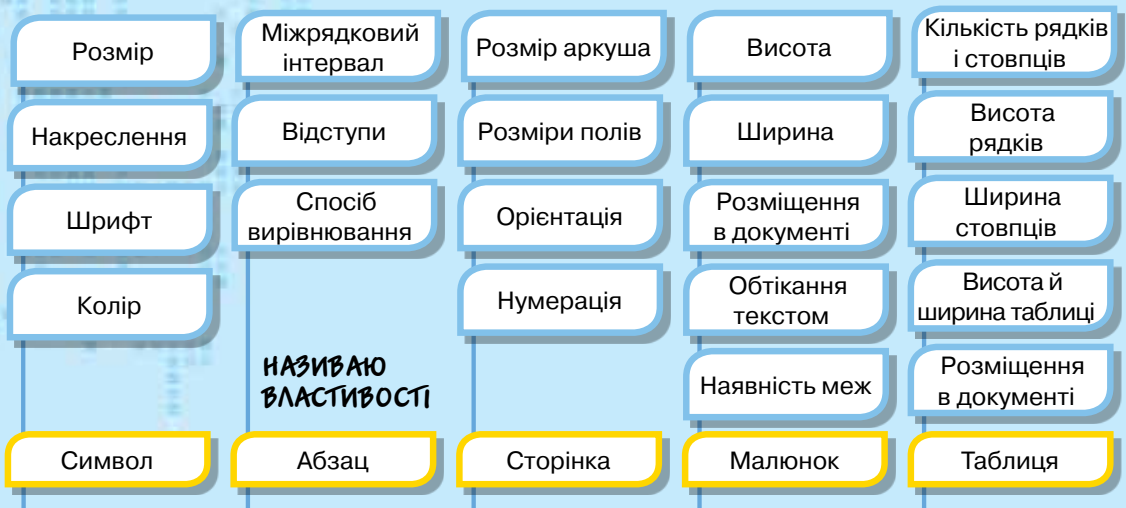 Розмір
Накреслення
Шрифт
Колір
Символ
Міжрядковий
інтервал
Відступи
Спосіб
вирівнювання
НАЗИВАЮ
ВЛАСТИВОСТІ
Абзац
Розмір аркуша
Розміри полів
Орієнтація
Нумерація
Сторінка
Висота
Ширина
Розміщення
в документі
Обтікання
текстом
Наявність меж
Малюнок
Кількість рядків
і стовпців
Висота
рядків
Ширина
стовпців
Висота й
ширина таблиці
Розміщення
в документі
Таблиця